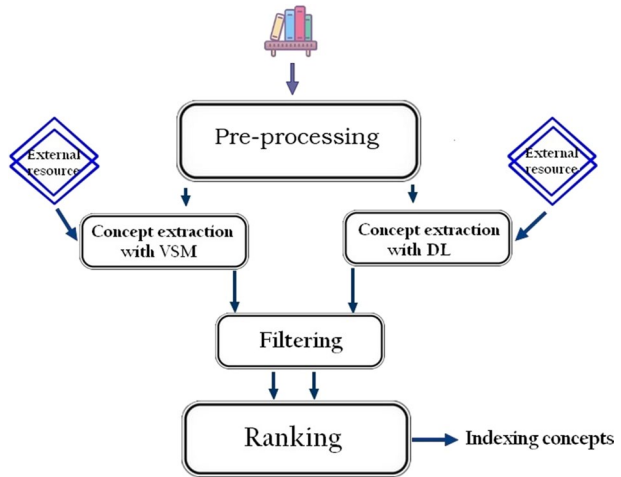 Pre-processing
External
resource
External
resource
Concept extraction
with VSM
Concept extraction
with DL
Filtering
Ranking
Indexing concepts